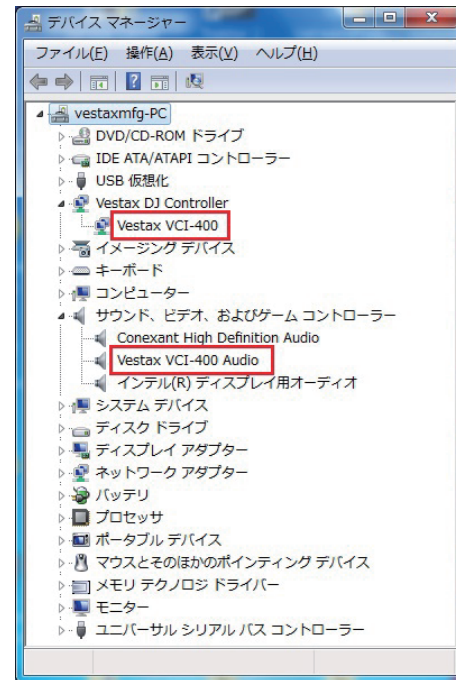 デバイス マネージャー
ファイル(F) 操作(A) 表示(V) ヘルプ(H)
vestaxmfg-PC
DVD/CD-ROM ドライブ
IDE ATA/ATAPI コントローラー
USB 仮想化
Vestax DJ Controller
Vestax VCI-400
イメージング デバイス
キーボード
コンピューター
サウンド、ビデオ、およびゲーム コントローラー
Conexant High Definition Audio
Vestax VCI-400 Audio
インテル(R) ディスプレイ用オーディオ
システム デバイス
ディスク ドライブ
ディスプレイ アダプター
ネットワーク アダプター
バッテリ
プロセッサ
ポータブル デバイス
マウスとそのほかのポインティング デバイス
メモリ テクノロジ ドライバー
モニター
ユニバーサル シリアル バス コントローラー